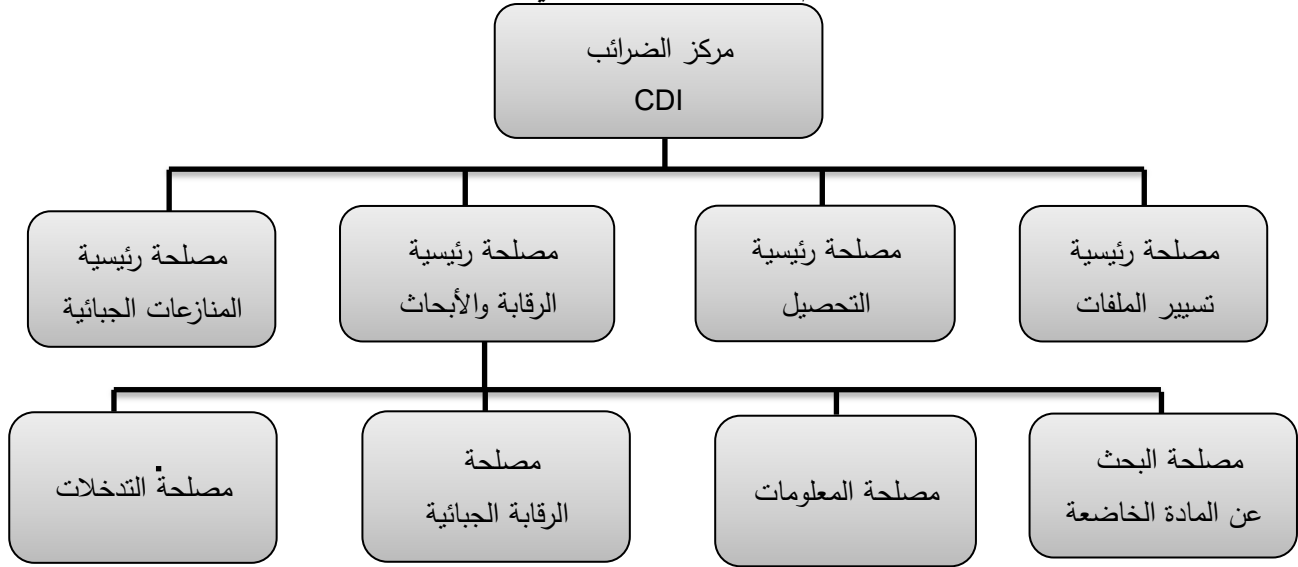 مركز الضرائب
CDI
مصلحة رئيسية
تسيير الملفات
مصلحة رئيسية
التحصيل
مصلحة رئيسية
الرقابة والأبحاث
مصلحة رئيسية
المنازعات الجبائية
مصلحة البحث
عن المادة الخاضعة
مصلحة المعلومات
مصلحة
الرقابة الجبائية
مصلحة التدخلات